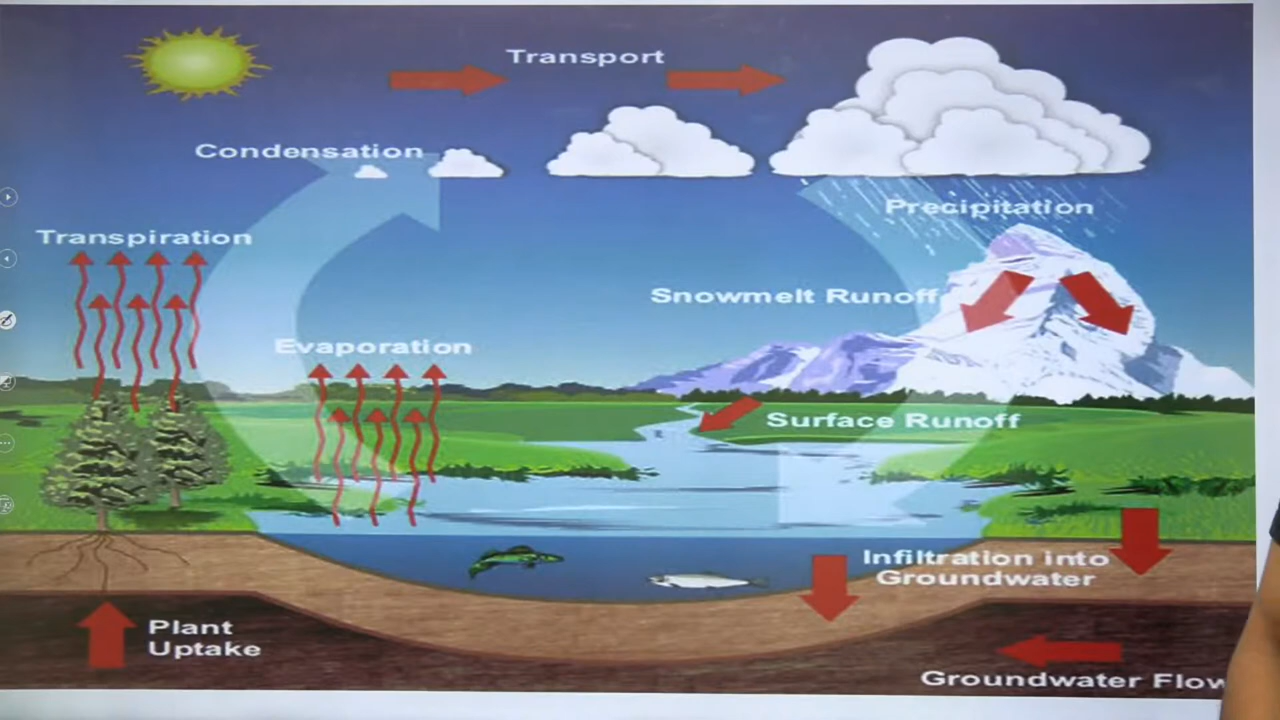 Transport
Condensation
Precipitation
Transpiration
Snowmelt Runoff
Evaporation
Surface Runoff
Infiltration into
Groundwater
Plant
Uptake
Groundwater Flow